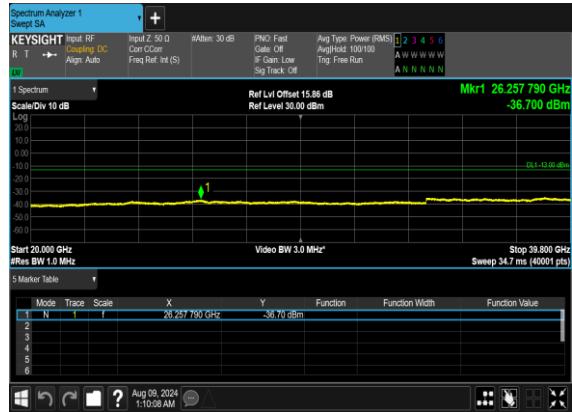 Spectrum Analyzer 1
Swept SA
KEYSIGHT Input: RF Input Z: 50 Ω #Atten: 30 dB PNO: Fast Avg Type: Power (RMS) 1 2 3 4 5 6
R T Coupling: DC Corr CCorr Gate: Off Avg|Hold: 100/100 A W W W W W
Align: Auto Freq Ref: Int (S) IF Gain: Low Trig: Free Run
Sig Track: Off A N N N N N
1 Spectrum Ref Lvl Offset 15.86 dB Mkr1 26.257 790 GHz
Scale/Div 10 dB Ref Level 30.00 dBm -36.700 dBm
Log
20.0
10.0
0.00
-10.0 DL1 -13.00 dBm
-20.0
-30.0 1
-40.0
-50.0
-60.0
Start 20.000 GHz Video BW 3.0 MHz* Stop 39.800 GHz
#Res BW 1.0 MHz Sweep 34.7 ms (40001 pts)
5 Marker Table
Mode Trace Scale X Y Function Function Width Function Value
1 N 1 f 26.257 790 GHz -36.70 dBm
2
3
4
5
6
? Aug 09, 2024
1:10:08 AM